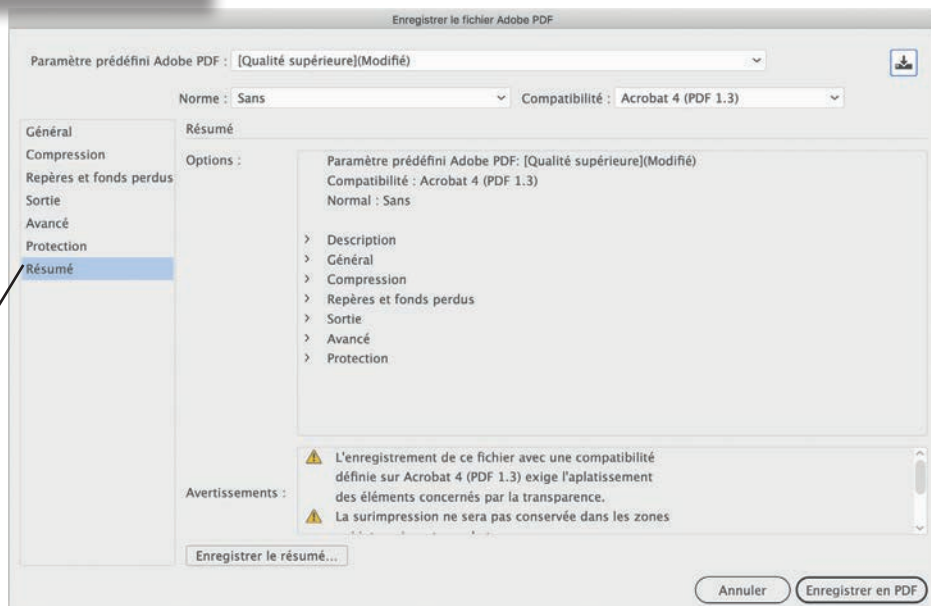 Enregistrer le fichier Adobe PDF
Paramètre prédéfini Adobe PDF : [Qualité supérieure](Modifié)
Norme : Sans Compatibilité : Acrobat 4 (PDF 1.3)
Général
Compression
Repères et fonds perdus
Sortie
Avancé
Protection
Résumé
Résumé
Options :
Paramètre prédéfini Adobe PDF: [Qualité supérieure](Modifié)
Compatibilité : Acrobat 4 (PDF 1.3)
Normal : Sans
> Description
> Général
> Compression
> Repères et fonds perdus
> Sortie
> Avancé
> Protection
Avertissements :
L'enregistrement de ce fichier avec une compatibilité
définie sur Acrobat 4 (PDF 1.3) exige l'aplatissement
des éléments concernés par la transparence.
La surimpression ne sera pas conservée dans les zones
Enregistrer le résumé...
Annuler Enregistrer en PDF